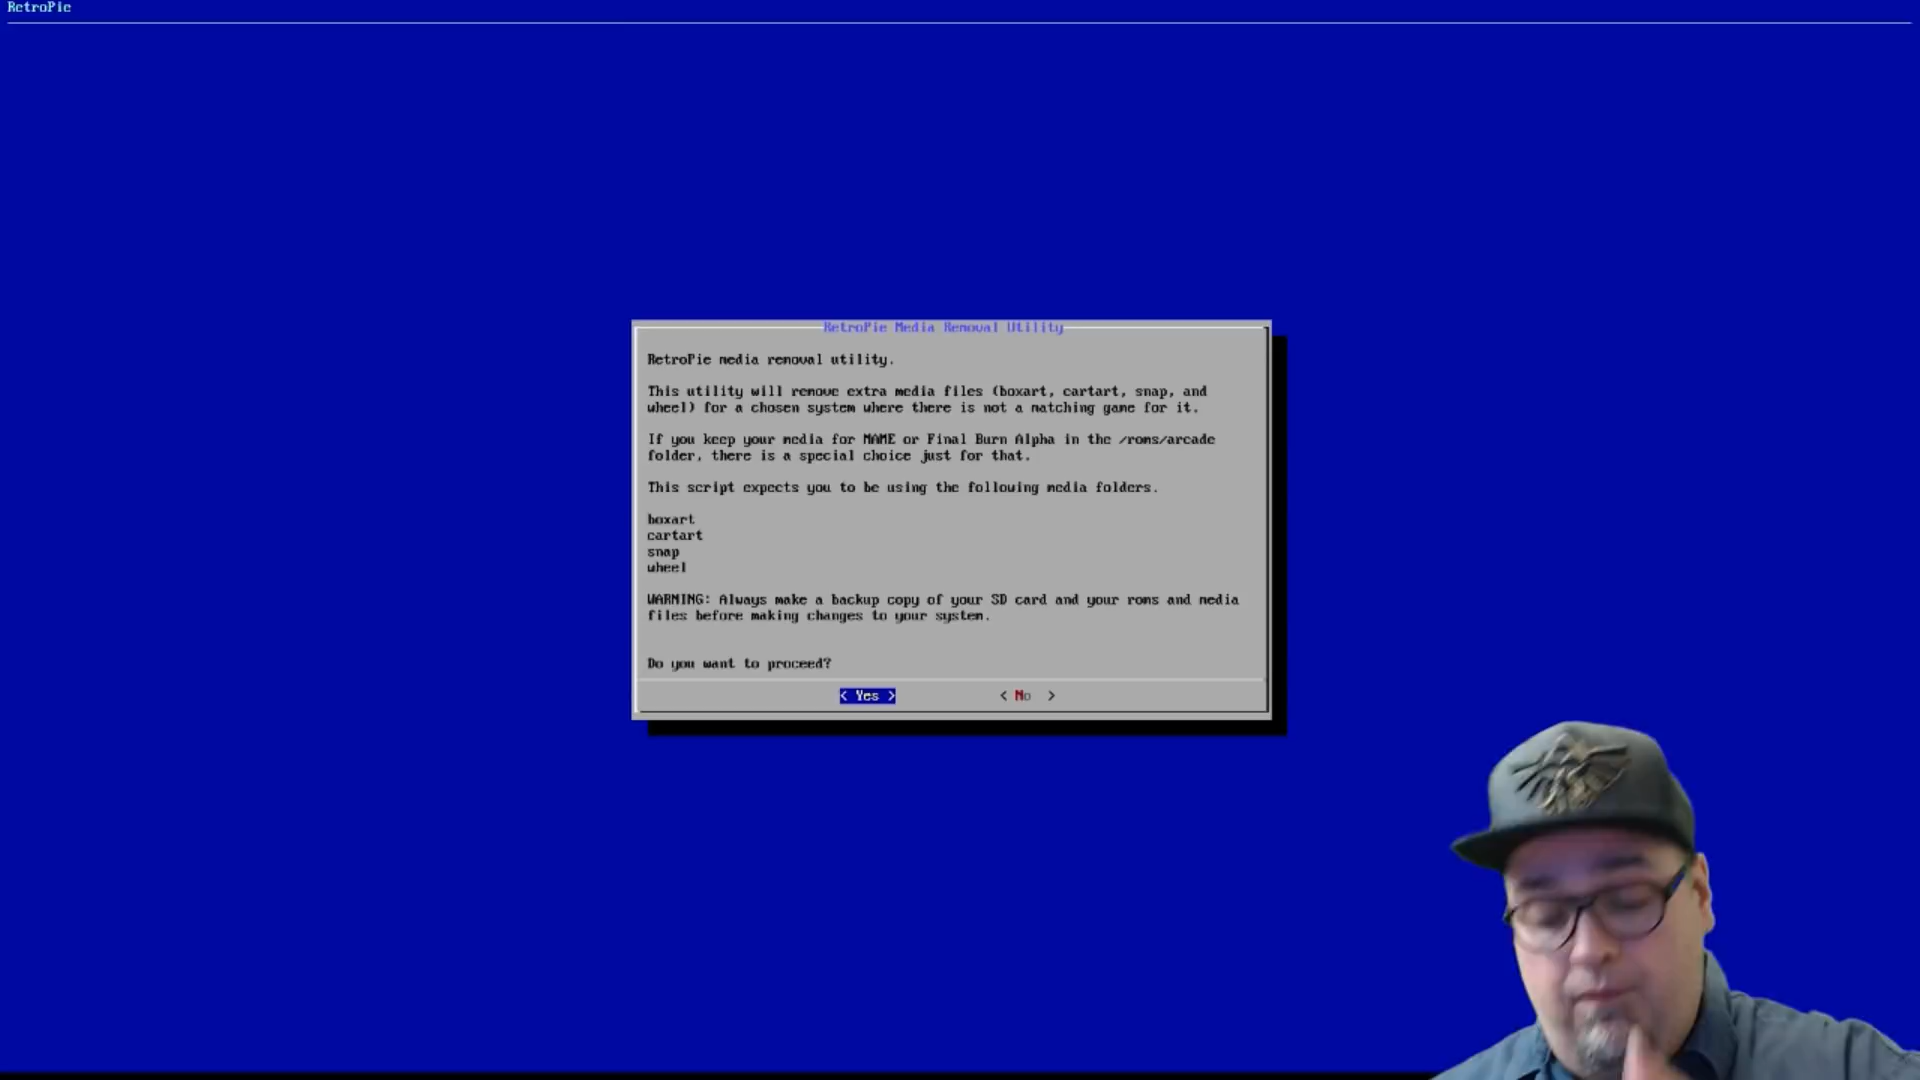 RetroPie
RetroPie Media Removal Utility
RetroPie media removal utility.
This utility will remove extra media files (boxart, cartart, snap, and
wheel) for a chosen system where there is not a matching game for it.
If you keep your media for MAME or Final Burn Alpha in the /roms/arcade
folder, there is a special choice just for that.
This script expects you to be using the following media folders.
boxart
cartart
snap
wheel
WARNING: Always make a backup copy of your SD card and your roms and media
files before making changes to your system.
Do you want to proceed?
< Yes > < No >